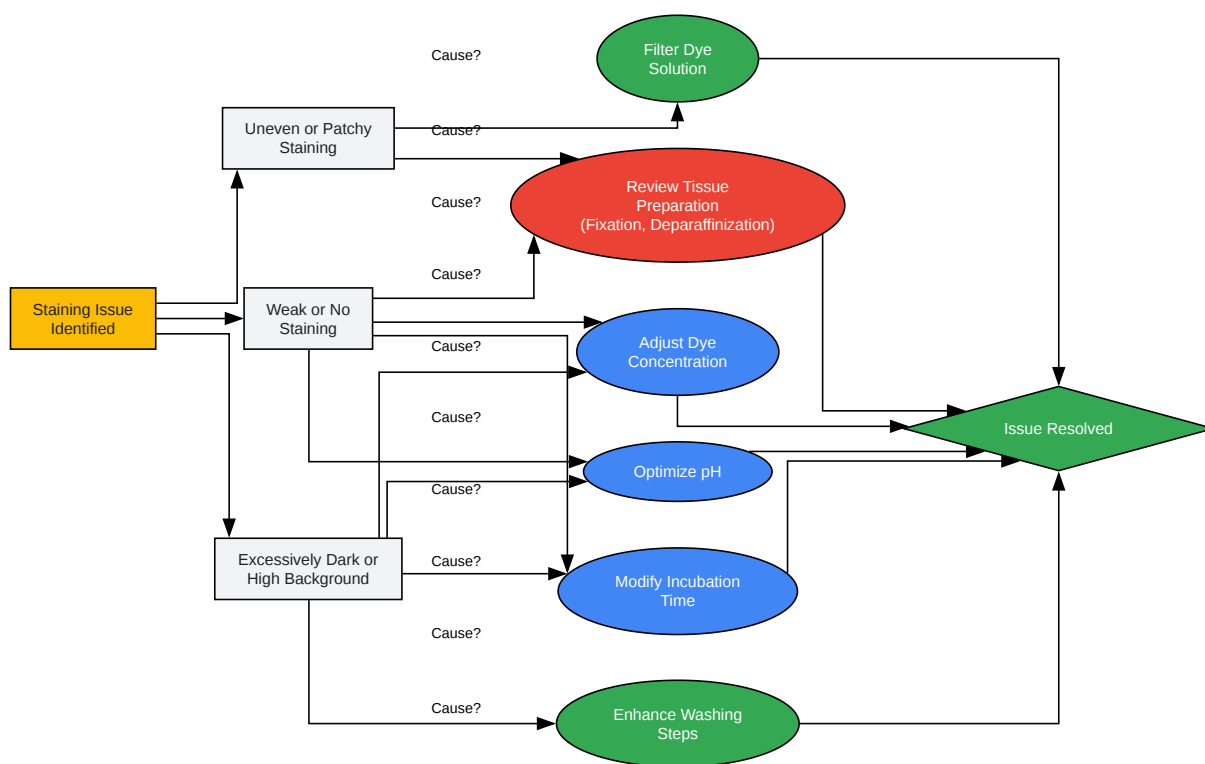 Cause?
Filter Dye
Solution
Uneven or Patchy
Staining
Cause?
Review Tissue
Preparation
(Fixation, Deparaffinization)
Cause?
Cause?
Staining Issue
Identified
Weak or No
Staining
Cause?
Adjust Dye
Concentration
Cause?
Issue Resolved
Optimize pH
Cause?
Excessively Dark or
High Background
Cause?
Modify Incubation
Time
Cause?
Cause?
Enhance Washing
Steps